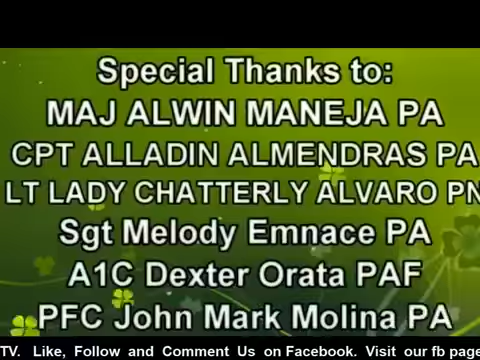 Special Thanks to:
MAJ ALWIN MANEJA PA
CPT ALLADIN ALMENDRAS PA
LT LADY CHATTERLY ALVARO PN
Sgt Melody Emnace PA
A1C Dexter Orata PAF
PFC John Mark Molina PA
TV. Like, Follow and Comment Us on Facebook. Visit our fb page